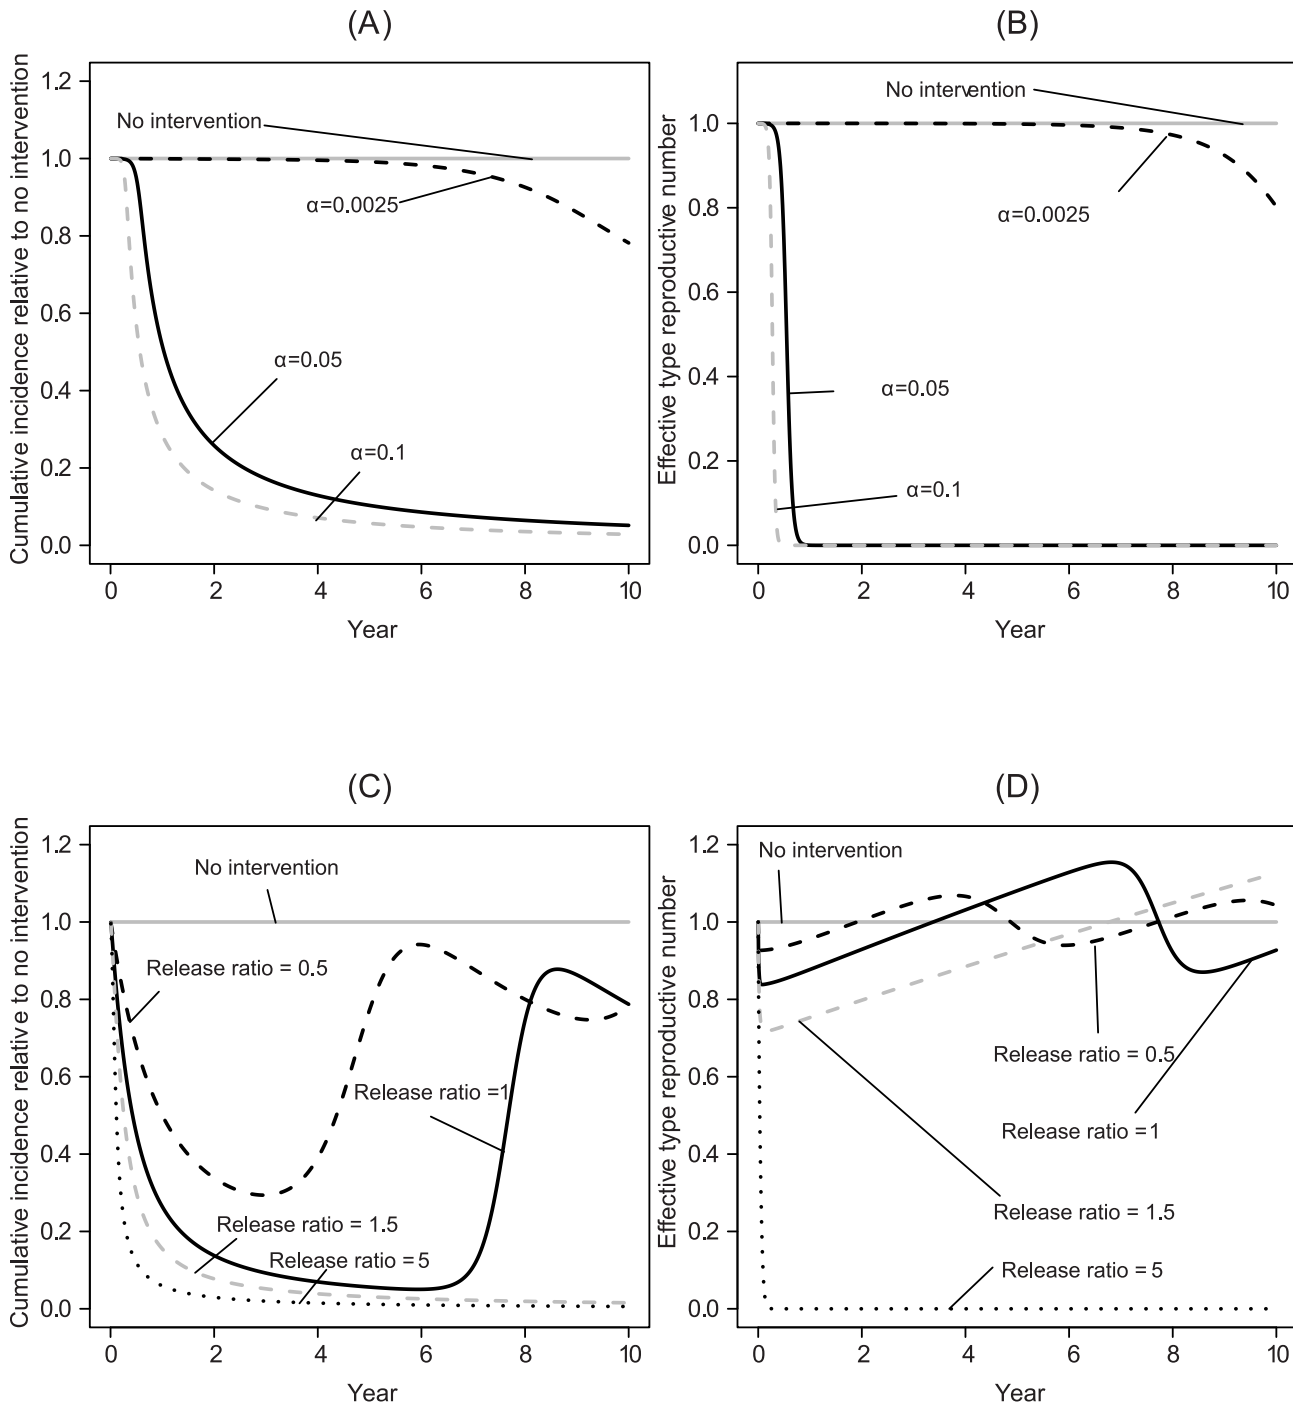 (A)
Cumulative incidence relative to no intervention
1.2
1.0
0.8
0.6
0.4
0.2
0.0
No intervention
α=0.0025
α=0.05
α=0.1
0 2 4 6 8 10
Year
(B)
Effective type reproductive number
1.0
0.8
0.6
0.4
0.2
0.0
No intervention
α=0.0025
α=0.05
α=0.1
0 2 4 6 8 10
Year
(C)
Cumulative incidence relative to no intervention
1.2
1.0
0.8
0.6
0.4
0.2
0.0
No intervention
Release ratio = 0.5
Release ratio =1
Release ratio = 1.5
Release ratio = 5
0 2 4 6 8 10
Year
(D)
Effective type reproductive number
1.2
1.0
0.8
0.6
0.4
0.2
0.0
No intervention
Release ratio = 0.5
Release ratio =1
Release ratio = 1.5
Release ratio = 5
0 2 4 6 8 10
Year